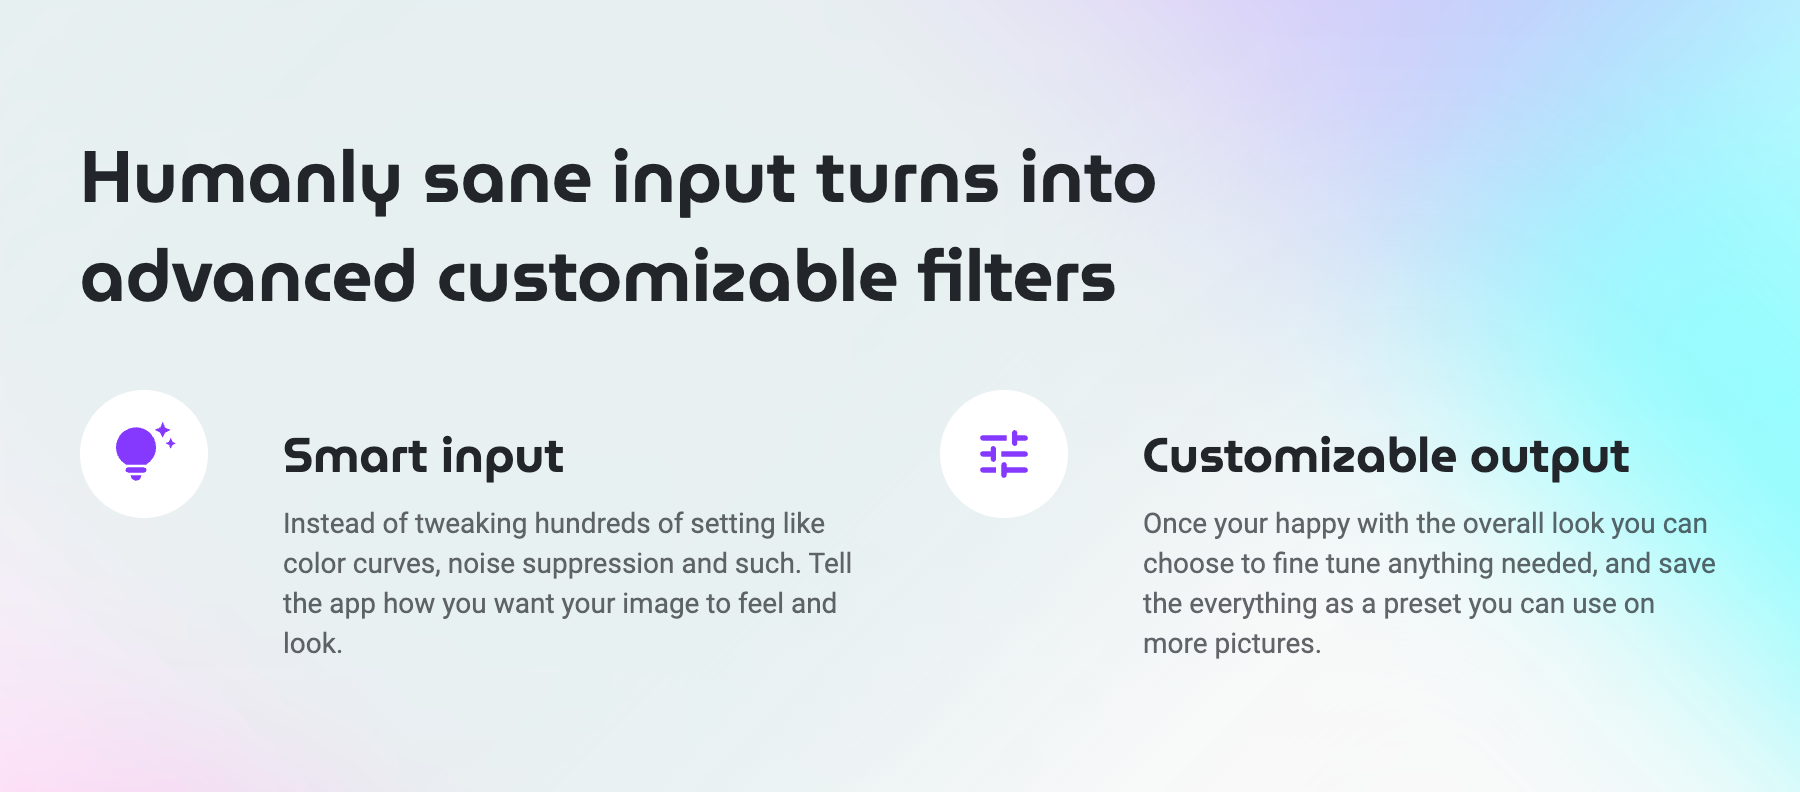 Humanly sane input turns into
advanced customizable filters
Smart input
Instead of tweaking hundreds of setting like
color curves, noise suppression and such. Tell
the app how you want your image to feel and
look.
Customizable output
Once your happy with the overall look you can
choose to fine tune anything needed, and save
the everything as a preset you can use on
more pictures.